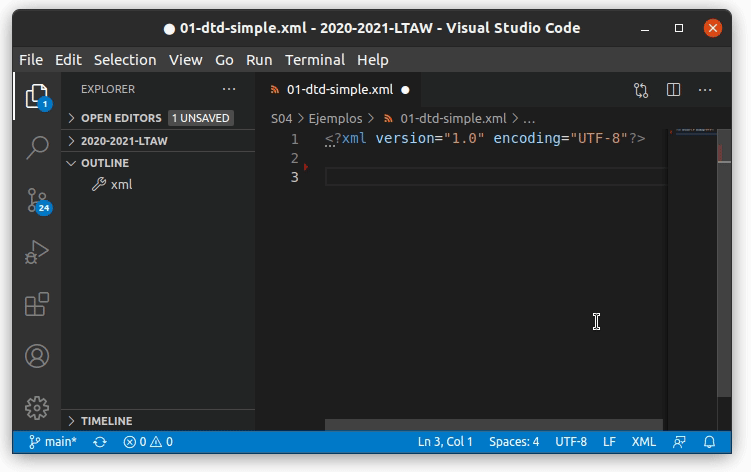 ● 01-dtd-simple.xml - 2020-2021-LTAW - Visual Studio Code
File Edit Selection View Go Run Terminal Help
EXPLORER ···
01-dtd-simple.xml ●
1
OPEN EDITORS 1 UNSAVED
S04 > Ejemplos > 01-dtd-simple.xml > ...
2020-2021-LTAW
OUTLINE
xml
24
1 <?xml version="1.0" encoding="UTF-8"?>
2
3
TIMELINE
main* 0 0 Ln 3, Col 1 Spaces: 4 UTF-8 LF XML